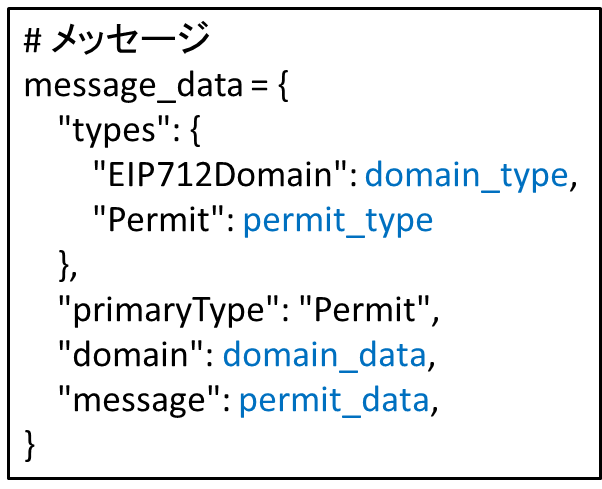 # メッセージ
message_data = {
"types": {
"EIP712Domain": domain_type,
"Permit": permit_type
},
"primaryType": "Permit",
"domain": domain_data,
"message": permit_data,
}